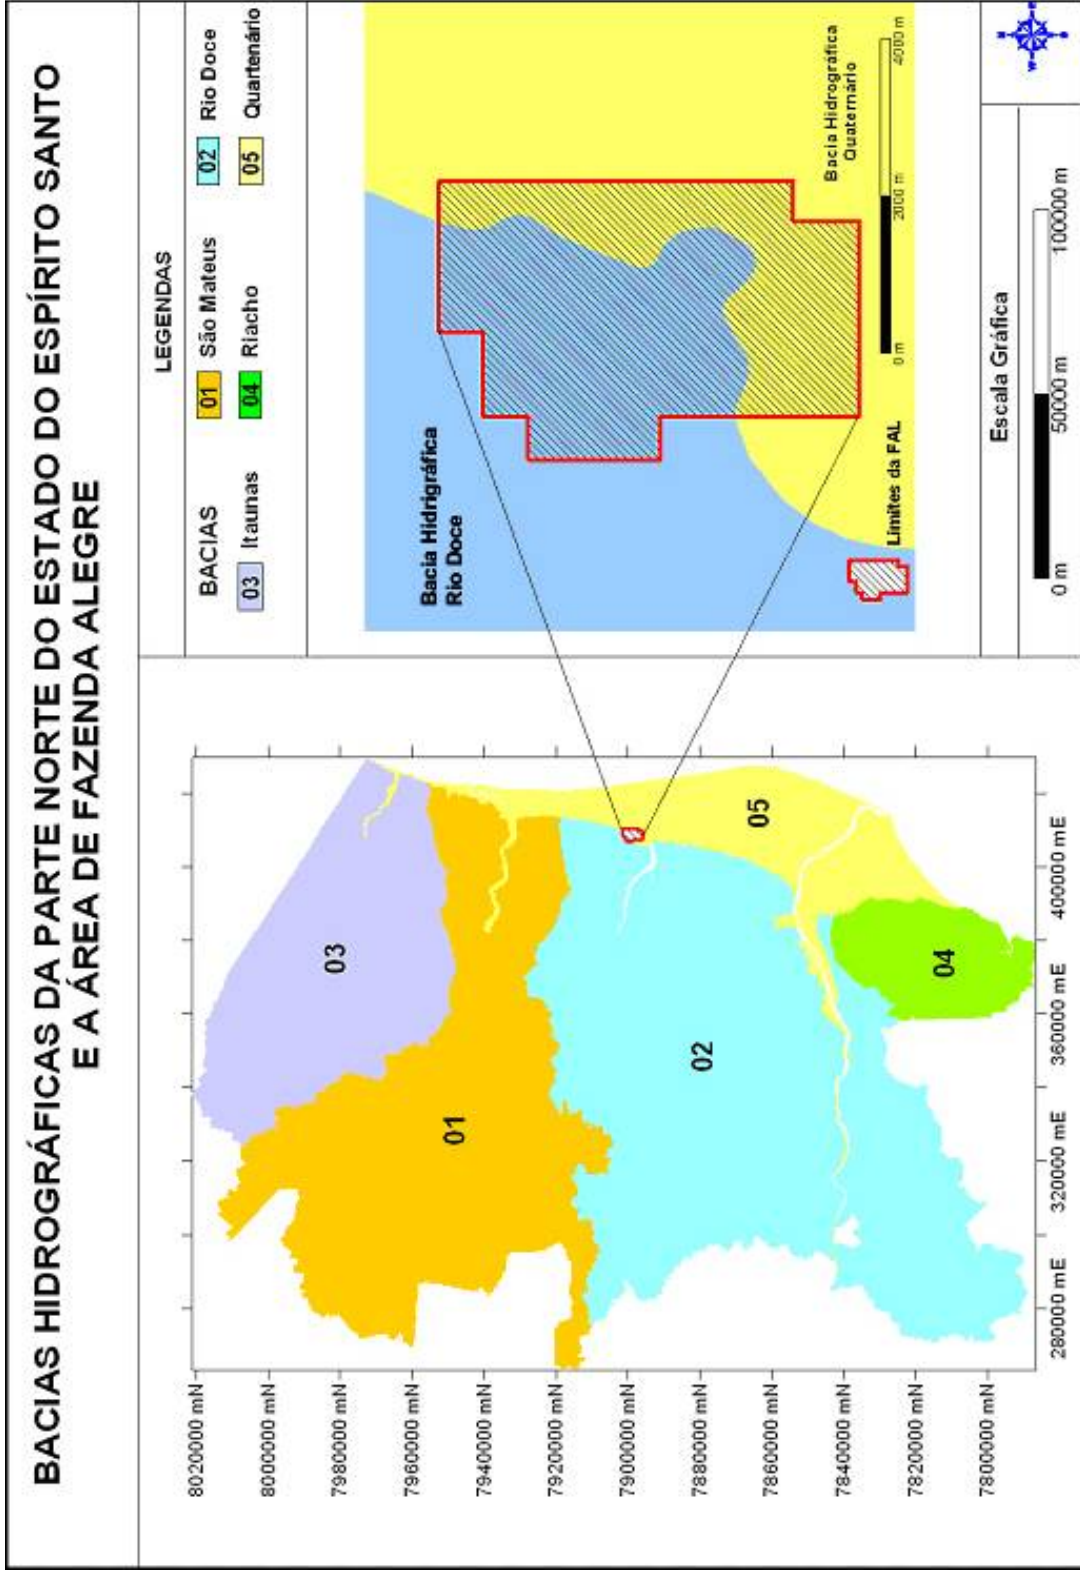 BACIAS HIDROGRÁFICAS DA PARTE NORTE DO ESTADO DO ESPÍRITO SANTO
E A ÁREA DE FAZENDA ALEGRE
8020000 mN
8000000 mN
7980000 mN
7960000 mN
7940000 mN
7920000 mN
7900000 mN
7880000 mN
7860000 mN
7840000 mN
7820000 mN
7800000 mN
280000 mE
320000 mE
360000 mE
400000 mE
03
01
02
05
04
LEGENDAS
BACIAS
01 São Mateus
02 Rio Doce
03 Itaunas
04 Riacho
05 Quartenário
Bacia Hidrigráfica
Rio Doce
Bacia Hidrográfica
Quaternário
0 m 2000 m 4000 m
Limites da FAL
Escala Gráfica
0 m 50000 m 100000 m